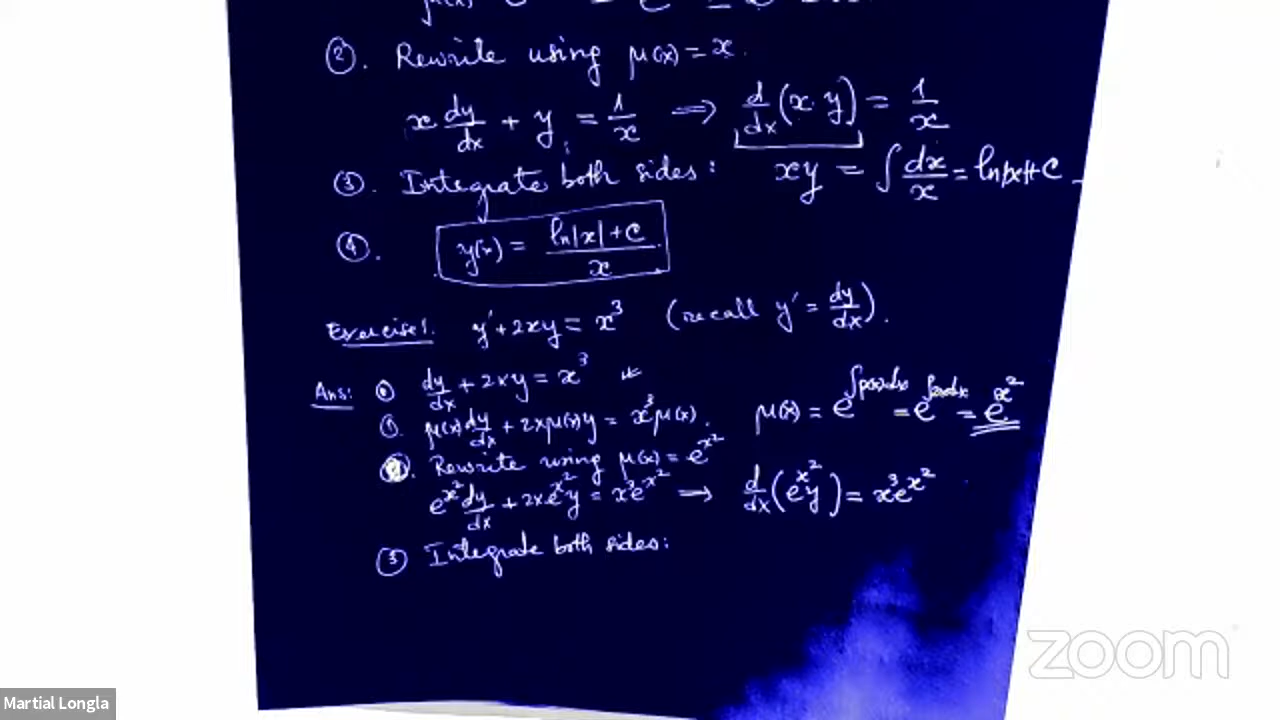 ② . Rewrite using μ(x) = x.
x dy/dx + y = 1/x ⟹ d/dx (x y) = 1/x
③ . Integrate both sides : xy = ∫ dx/x = ln|x|+C
④ . y(x) = (ln|x| + C)/x
Exercise 1. y' + 2xy = x³ (recall y' = dy/dx).
Ans: dy/dx + 2xy = x³
①. μ(x) dy/dx + 2xμ(x)y = x³μ(x). μ(x) = e^∫p(x)dx = e^∫2xdx = e^x²
②. Rewrite using μ(x) = e^x²
e^x² dy/dx + 2xe^x² y = x³e^x² ⟹ d/dx (e^x² y) = x³e^x²
③ Integrate both sides:
zoom
Martial Longla